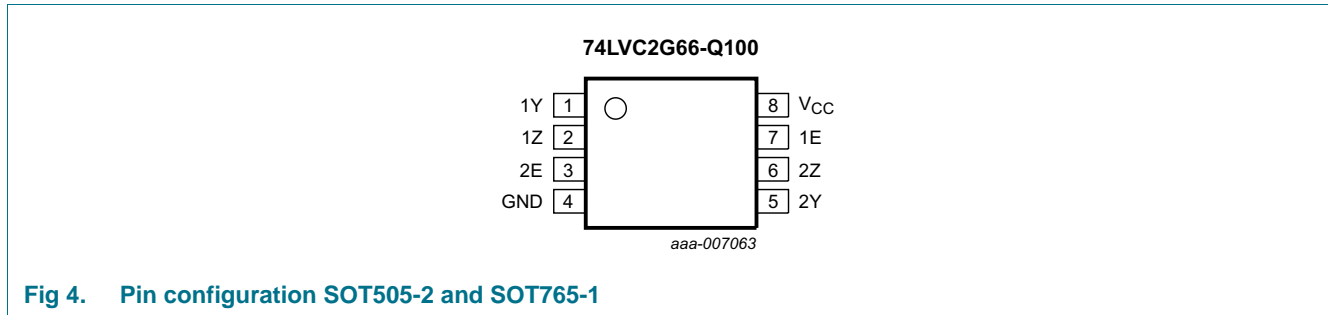 74LVC2G66-Q100
1Y 1 8 VCC
1Z 2 7 1E
2E 3 6 2Z
GND 4 5 2Y
aaa-007063
Fig 4. Pin configuration SOT505-2 and SOT765-1